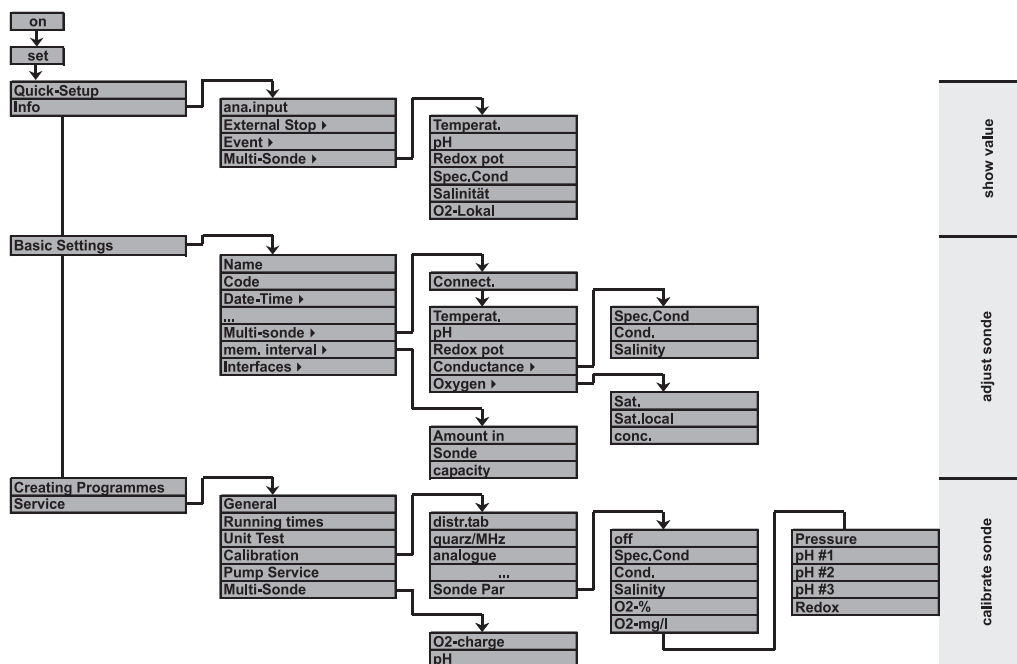 on
set
Quick-Setup
Info
ana.input
External Stop ▸
Event ▸
Multi-Sonde ▸
Temperat.
pH
Redox pot
Spec.Cond
Salinität
O2-Lokal
show value
Basic Settings
Name
Code
Date-Time ▸
...
Multi-sonde ▸
mem. interval ▸
Interfaces ▸
Connect.
Temperat.
pH
Redox pot
Conductance ▸
Oxygen ▸
Spec.Cond
Cond.
Salinity
Sat.
Sat.local
conc.
Amount in
Sonde
capacity
adjust sonde
Creating Programmes
Service
General
Running times
Unit Test
Calibration
Pump Service
Multi-Sonde
distr.tab
quarz/MHz
analogue
...
Sonde Par
off
Spec.Cond
Cond.
Salinity
O2-%
O2-mg/l
Pressure
pH #1
pH #2
pH #3
Redox
O2-charge
pH
calibrate sonde